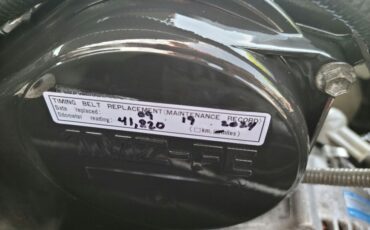 TIMING BELT REPLACEMENT (MAINTENANCE RECORD)
Date replaced: 09 19 2024
Odometer reading: 41,820 (□km, miles)